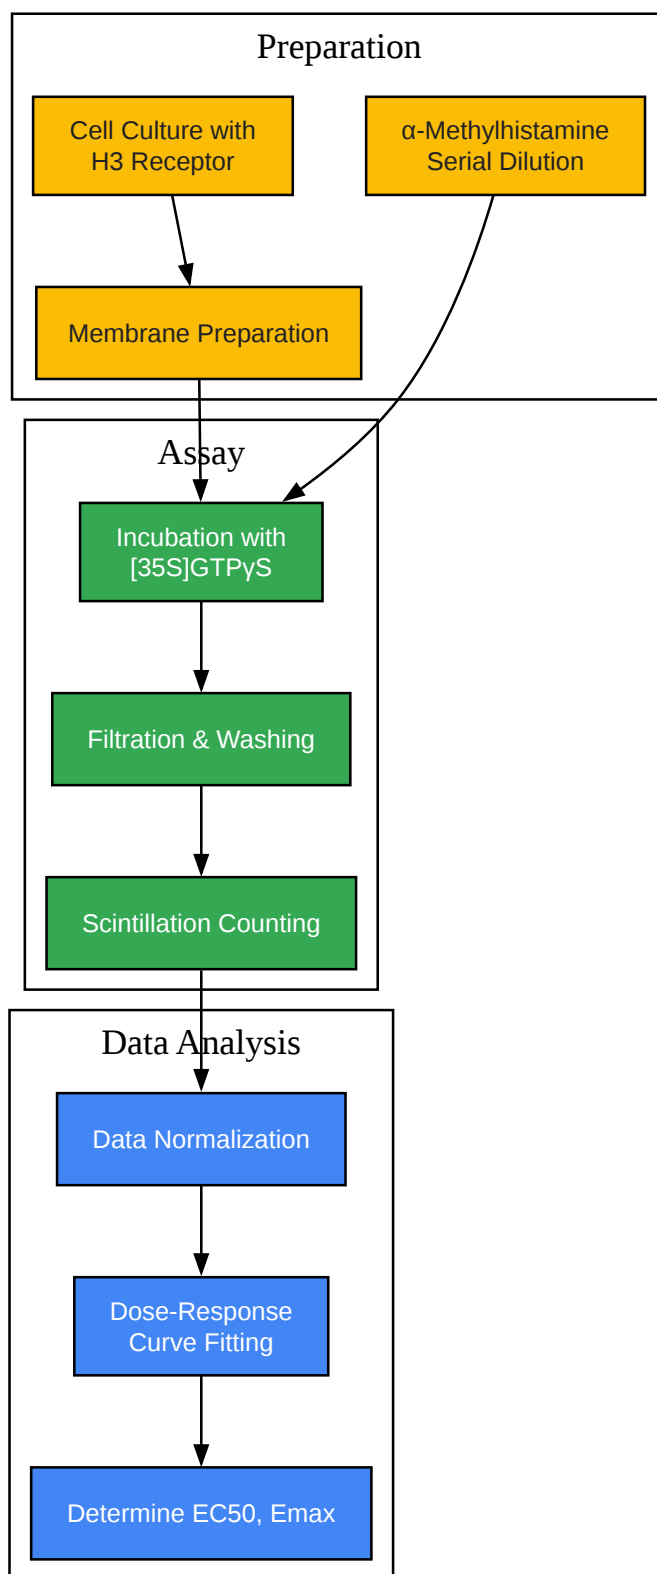 Preparation
Cell Culture with
H3 Receptor
α-Methylhistamine
Serial Dilution
Membrane Preparation
Assay
Incubation with
[35S]GTPγS
Filtration & Washing
Scintillation Counting
Data Analysis
Data Normalization
Dose-Response
Curve Fitting
Determine EC50, Emax